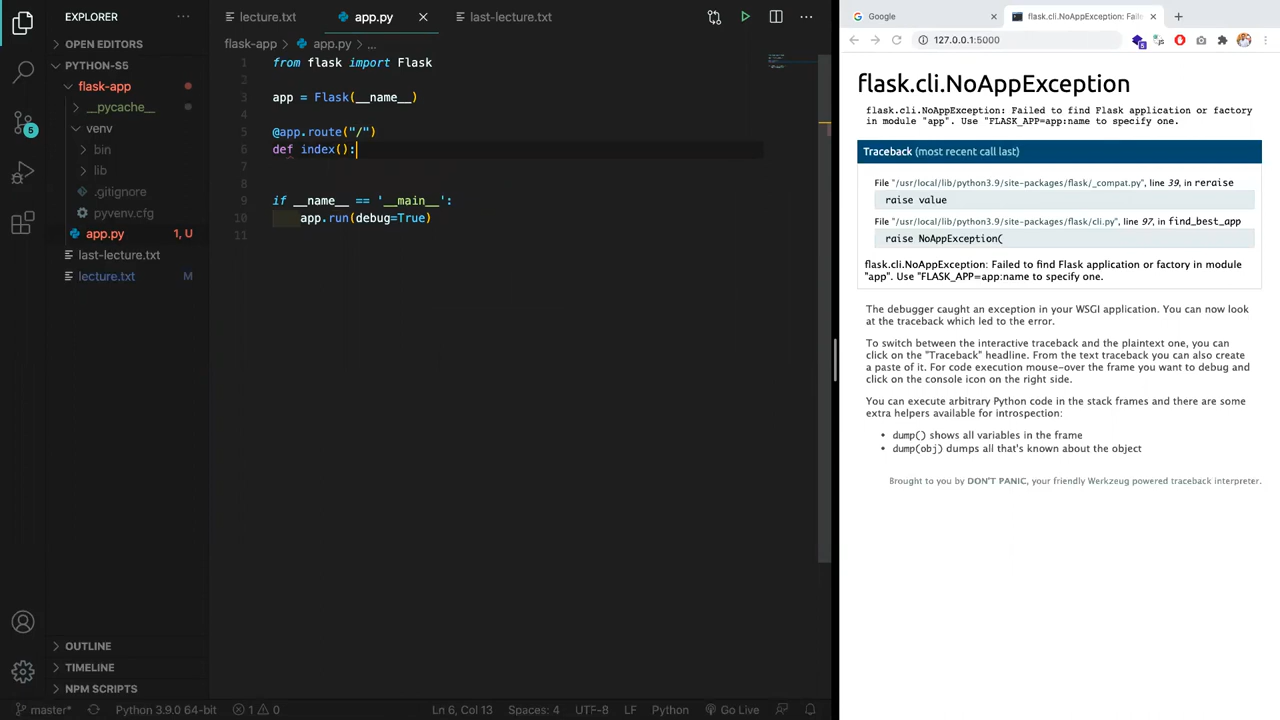 EXPLORER
OPEN EDITORS
PYTHON-S5
flask-app
__pycache__
venv
bin
lib
.gitignore
pyvenv.cfg
app.py 1, U
last-lecture.txt
lecture.txt M
OUTLINE
TIMELINE
NPM SCRIPTS
5
lecture.txt app.py last-lecture.txt
flask-app > app.py > ...
1 from flask import Flask
2
3 app = Flask(__name__)
4
5 @app.route("/")
6 def index():
7
8
9 if __name__ == '__main__':
10 app.run(debug=True)
11
master* Python 3.9.0 64-bit 1 0 Ln 6, Col 13 Spaces: 4 UTF-8 LF Python Go Live
Google flask.cli.NoAppException: Faile
127.0.0.1:5000 5
flask.cli.NoAppException
flask.cli.NoAppException: Failed to find Flask application or factory
in module "app". Use "FLASK_APP=app:name to specify one.
Traceback (most recent call last)
File "/usr/local/lib/python3.9/site-packages/flask/_compat.py", line 39, in reraise
raise value
File "/usr/local/lib/python3.9/site-packages/flask/cli.py", line 97, in find_best_app
raise NoAppException(
flask.cli.NoAppException: Failed to find Flask application or factory in module
"app". Use "FLASK_APP=app:name to specify one.
The debugger caught an exception in your WSGI application. You can now look
at the traceback which led to the error.
To switch between the interactive traceback and the plaintext one, you can
click on the "Traceback" headline. From the text traceback you can also create
a paste of it. For code execution mouse-over the frame you want to debug and
click on the console icon on the right side.
You can execute arbitrary Python code in the stack frames and there are some
extra helpers available for introspection:
• dump() shows all variables in the frame
• dump(obj) dumps all that's known about the object
Brought to you by DON'T PANIC, your friendly Werkzeug powered traceback interpreter.